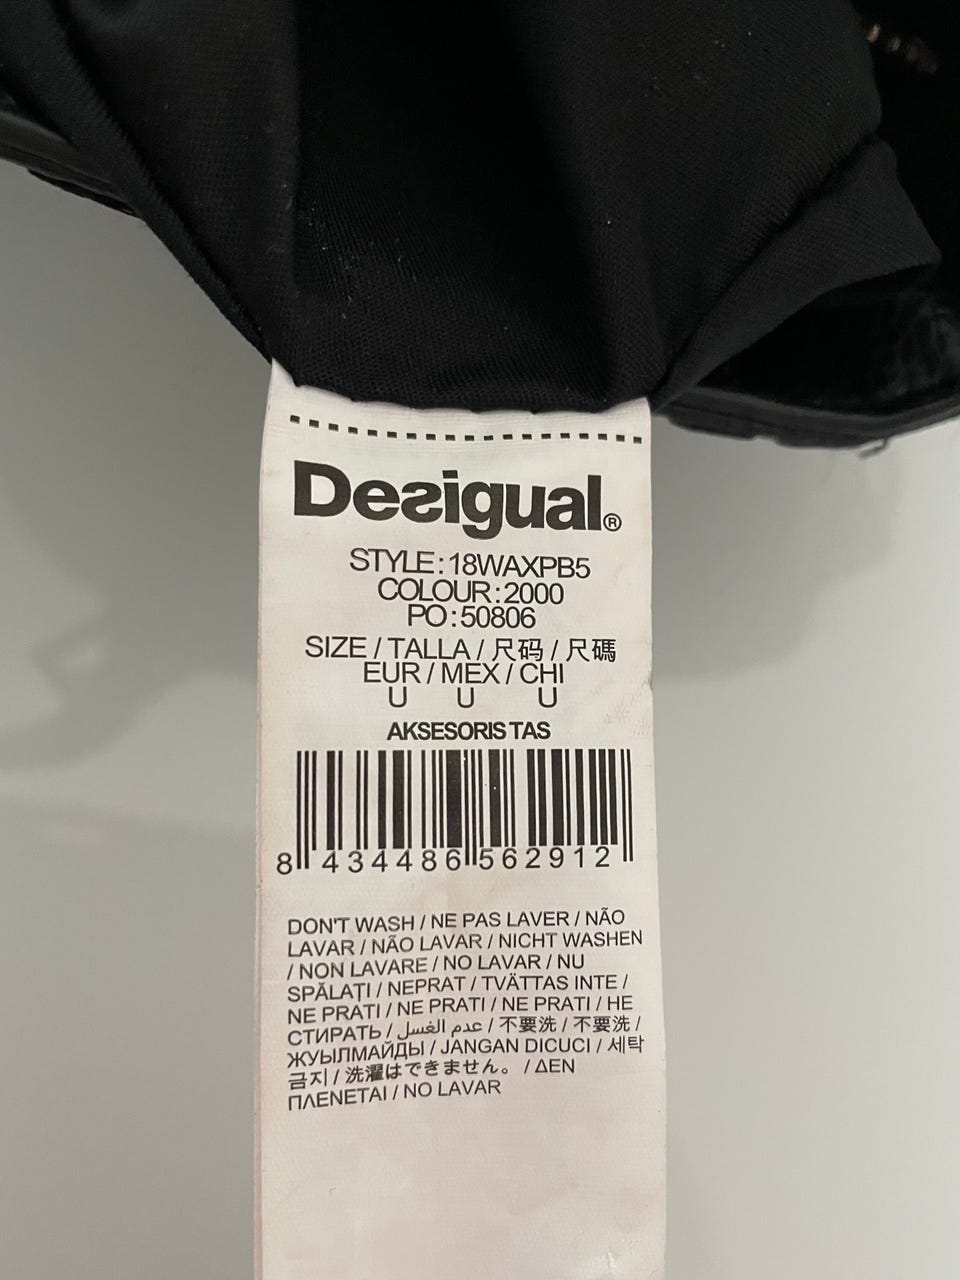 Desigual®
STYLE:18WAXPB5
COLOUR:2000
PO:50806
SIZE / TALLA / 尺码 / 尺碼
EUR / MEX / CHI
U U U
AKSESORIS TAS
8 434486 562912
DON'T WASH / NE PAS LAVER / NÃO
LAVAR / NÃO LAVAR / NICHT WASHEN
/ NON LAVARE / NO LAVAR / NU
SPĂLAȚI / NEPRAT / TVÄTTAS INTE /
NE PRATI / NE PRATI / NE PRATI / НЕ
СТИРАТЬ / عدم الغسل / 不要洗 / 不要洗 /
ЖУЫЛМАЙДЫ / JANGAN DICUCI / 세탁
금지 / 洗濯はできません。 / ΔΕΝ
ΠΛΕΝΕΤΑΙ / NO LAVAR